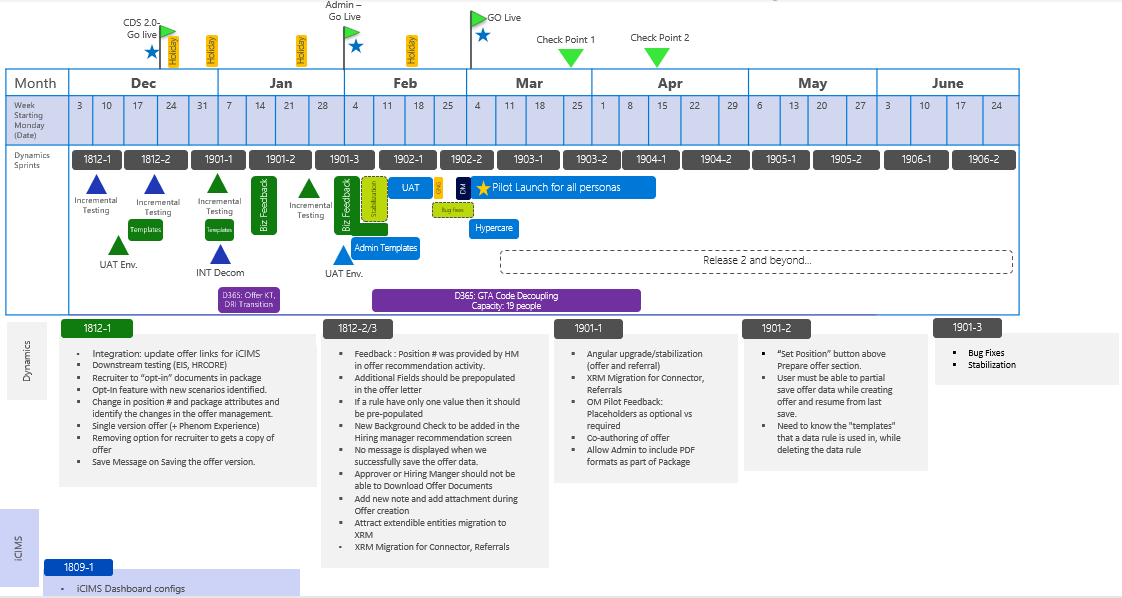 Admin –
Go Live
CDS 2.0-
Go live
GO Live
Check Point 1
Check Point 2
Holiday
Holiday
Holiday
Holiday
Month
Dec
Jan
Feb
Mar
Apr
May
June
Week
Starting
Monday
(Date)
3 10 17 24 31 7 14 21 28 4 11 18 25 4 11 18 25 1 8 15 22 29 6 13 20 27 3 10 17 24
Dynamics
Sprints
1812-1 1812-2 1901-1 1901-2 1901-3 1902-1 1902-2 1903-1 1903-2 1904-1 1904-2 1905-1 1905-2 1906-1 1906-2
Incremental
Testing
Incremental
Testing
Incremental
Testing
Biz Feedback
Incremental
Testing
Biz Feedback
Stabilization
UAT
DM
Pilot Launch for all personas
Templates
Templates
Bug Fixes
Hypercare
UAT Env.
INT Decom
UAT Env.
Admin Templates
Release 2 and beyond...
D365: Offer KT,
DRI Transition
D365: GTA Code Decoupling
Capacity: 19 people
Dynamics
1812-1
Integration: update offer links for iCIMS
Downstream testing (EIS, HRCORE)
Recruiter to “opt-in” documents in package
Opt-In feature with new scenarios identified.
Change in position # and package attributes and
identify the changes in the offer management.
Single version offer (+ Phenom Experience)
Removing option for recruiter to gets a copy of
offer
Save Message on Saving the offer version.
1812-2/3
Feedback : Position # was provided by HM
in offer recommendation activity.
Additional Fields should be prepopulated
in the offer letter
If a rule have only one value then it should
be pre-populated
New Background Check to be added in the
Hiring manager recommendation screen
No message is displayed when we
successfully save the offer data.
Approver or Hiring Manger should not be
able to Download Offer Documents
Add new note and add attachment during
Offer creation
Attract extendible entities migration to
XRM
XRM Migration for Connector, Referrals
1901-1
Angular upgrade/stabilization
(offer and referral)
XRM Migration for Connector,
Referrals
OM Pilot Feedback:
Placeholders as optional vs
required
Co-authoring of offer
Allow Admin to include PDF
formats as part of Package
1901-2
“Set Position” button above
Prepare offer section.
User must be able to partial
save offer data while creating
offer and resume from last
save.
Need to know the "templates"
that a data rule is used in, while
deleting the data rule
1901-3
Bug Fixes
Stabilization
iCIMS
1809-1
iCIMS Dashboard configs